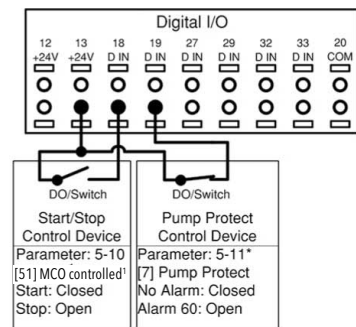 Digital I/O
12 13 18 19 27 29 32 33 20
+24V +24V D IN D IN D IN D IN D IN D IN COM
DO/Switch
Start/Stop
Control Device
Parameter: 5-10
[51] MCO controlled¹
Start: Closed
Stop: Open
DO/Switch
Pump Protect
Control Device
Parameter: 5-11*
[7] Pump Protect
No Alarm: Closed
Alarm 60: Open